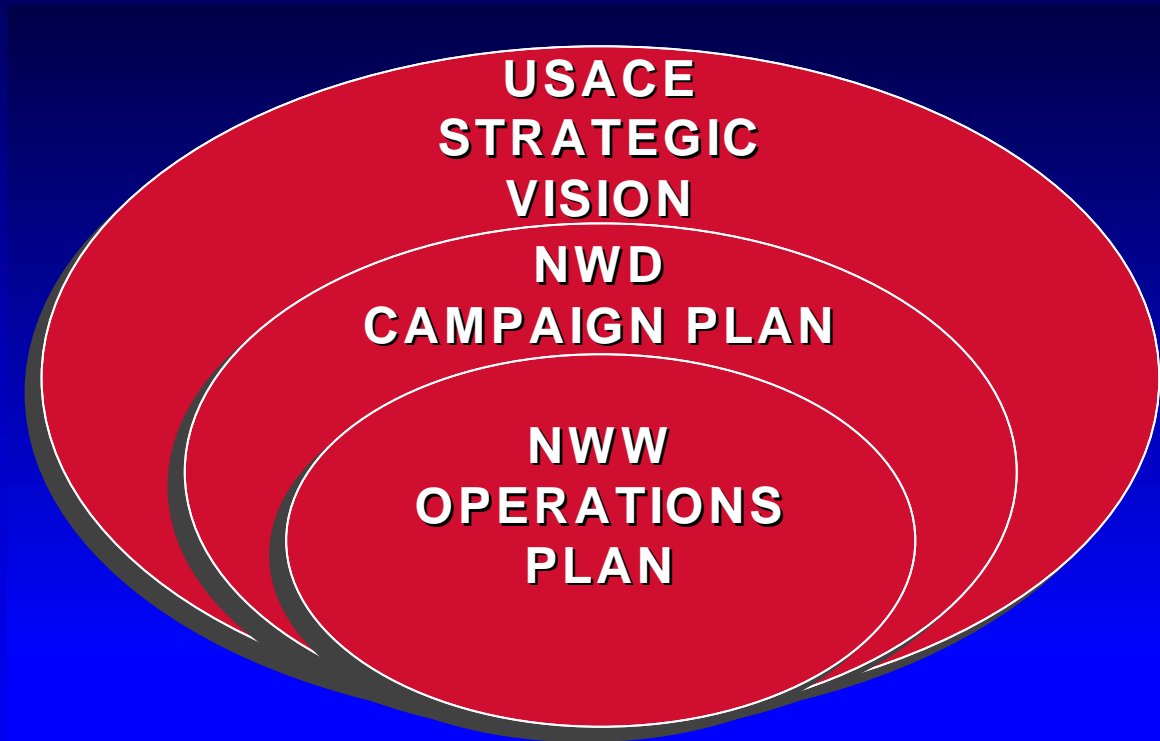 USACE
STRATEGIC
VISION
NWD
CAMPAIGN PLAN
NWW
OPERATIONS
PLAN